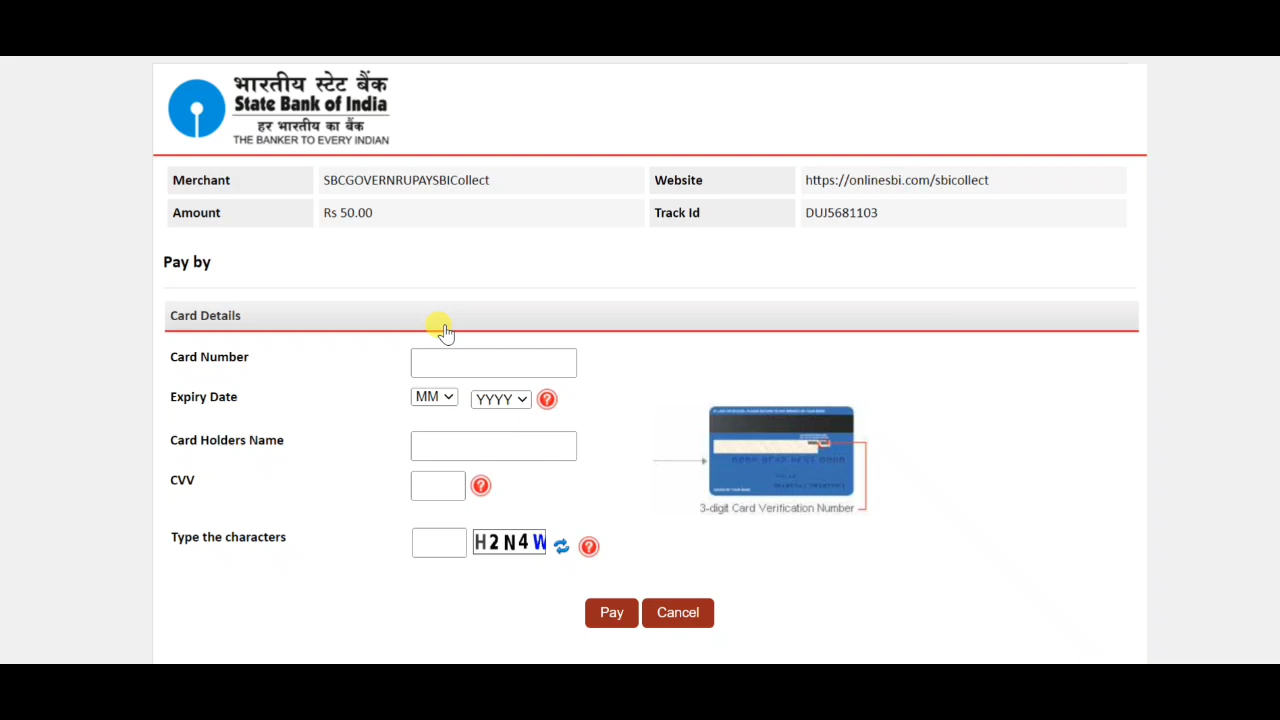 भारतीय स्टेट बैंक
State Bank of India
हर भारतीय का बैंक
THE BANKER TO EVERY INDIAN
Merchant SBCGOVERNRUPAYSBICollect Website https://onlinesbi.com/sbicollect
Amount Rs 50.00 Track Id DUJ5681103
Pay by
Card Details
Card Number
Expiry Date MM YYYY ?
Card Holders Name
CVV ?
3-digit Card Verification Number
Type the characters H2N4W ?
Pay Cancel